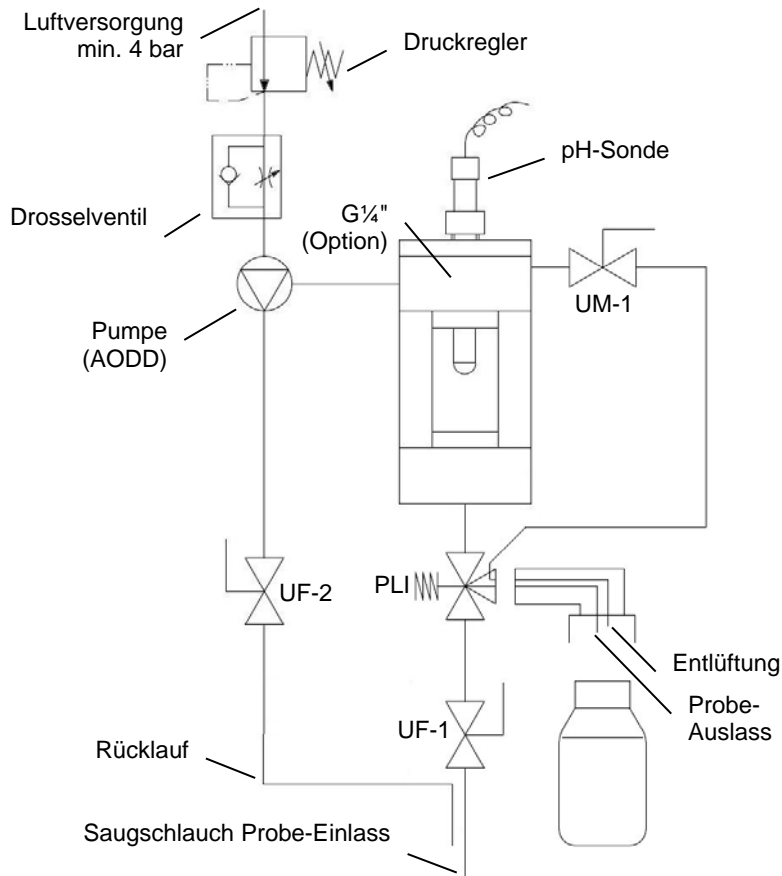 Luftversorgung
min. 4 bar
Druckregler
pH-Sonde
Drosselventil
G¼"
(Option)
UM-1
Pumpe
(AODD)
UF-2
PLI
Entlüftung
Probe-
Auslass
UF-1
Rücklauf
Saugschlauch Probe-Einlass